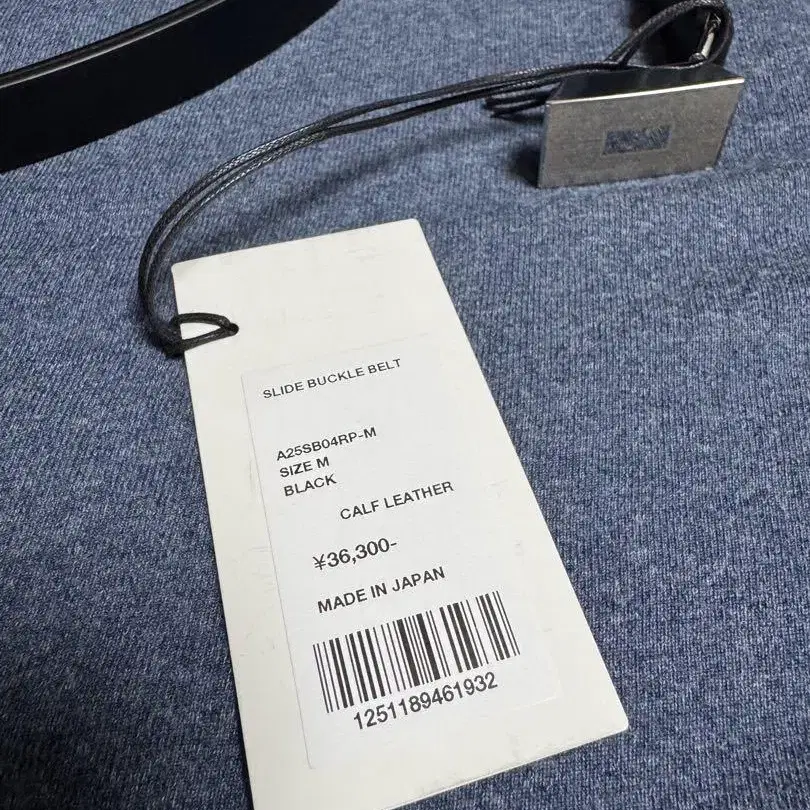 SLIDE BUCKLE BELT
A25SB04RP-M
SIZE M
BLACK
CALF LEATHER
¥36,300-
MADE IN JAPAN
1251189461932